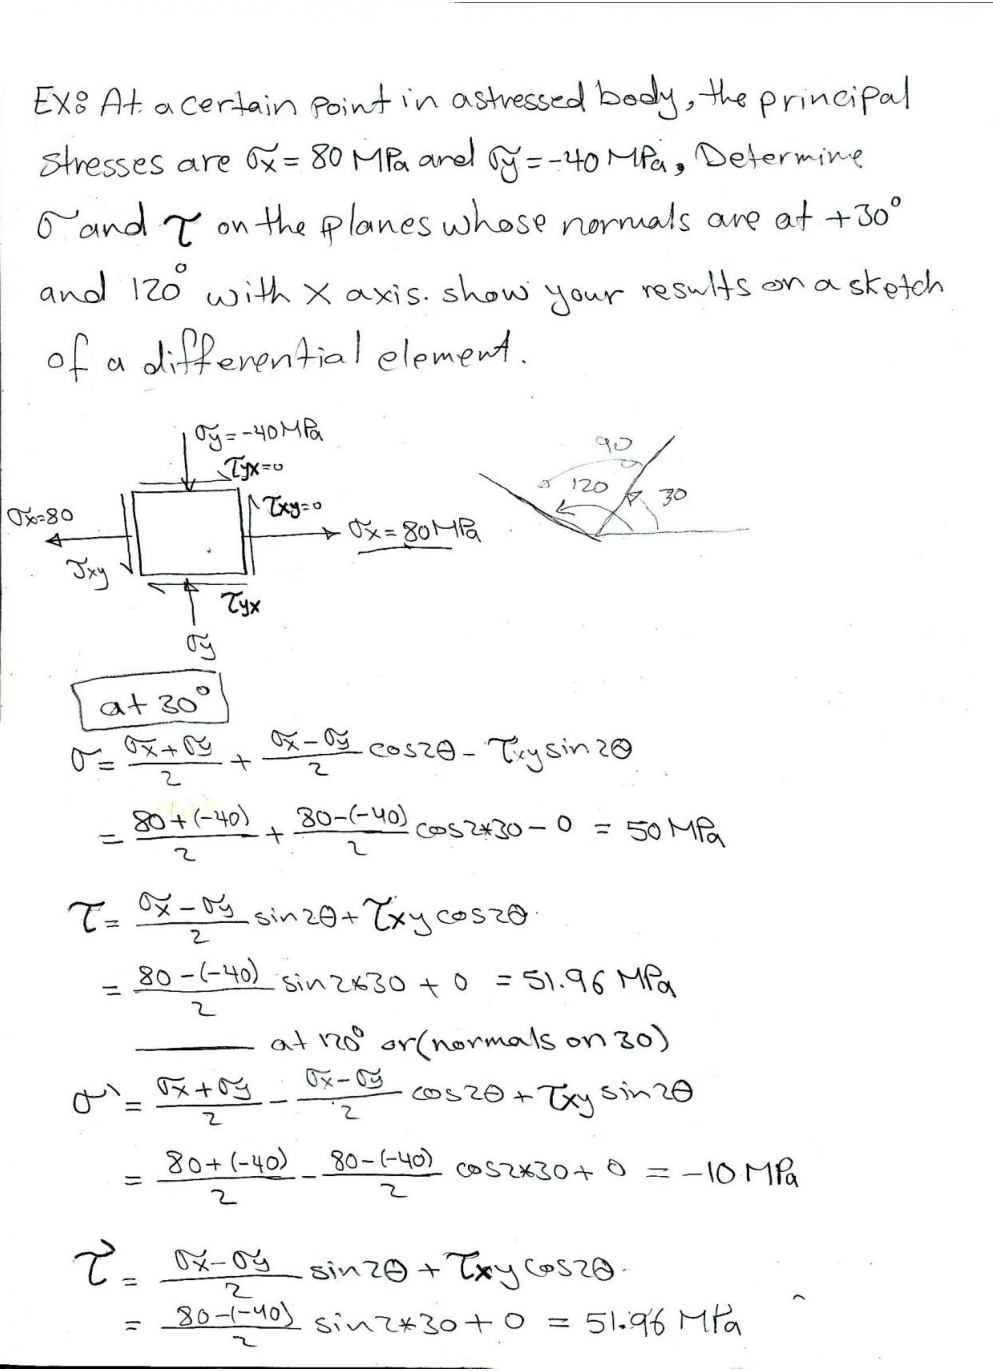 Ex: At a certain point in a stressed body, the principal
stresses are σx = 80 MPa and σy = -40 MPa, Determine
σ and τ on the planes whose normals are at +30°
and 120° with X axis. show your results on a sketch
of a differential element.
σy = -40 MPa
τyx=0
τxy=0
σx=80
σx = 80 MPa
τxy
τyx
σy
90
120
30
at 30°
σ = (σx+σy)/2 + (σx-σy)/2 cos2θ - τxy sin2θ
= (80+(-40))/2 + (80-(-40))/2 cos2*30 - 0 = 50 MPa
τ = (σx-σy)/2 sin2θ + τxy cos2θ
= (80-(-40))/2 sin2*30 + 0 = 51.96 MPa
at 120° or (normals on 30)
σ' = (σx+σy)/2 - (σx-σy)/2 cos2θ + τxy sin2θ
= (80+(-40))/2 - (80-(-40))/2 cos2*30 + 0 = -10 MPa
τ' = (σx-σy)/2 sin2θ + τxy cos2θ
= (80-(-40))/2 sin2*30 + 0 = 51.96 MPa